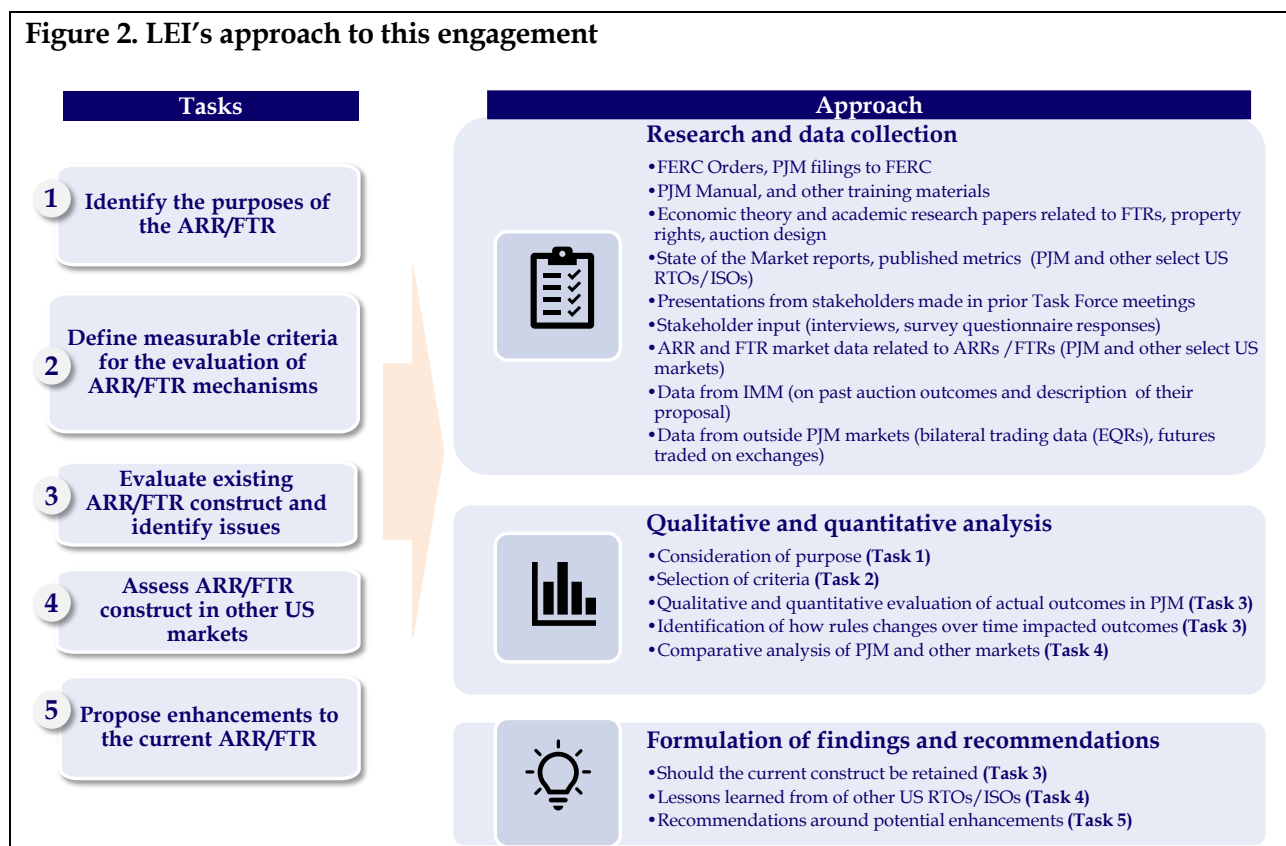 Figure 2. LEI's approach to this engagement
Tasks
1
Identify the purposes of
the ARR/FTR
2
Define measurable criteria
for the evaluation of
ARR/FTR mechanisms
3
Evaluate existing
ARR/FTR construct and
identify issues
4
Assess ARR/FTR
construct in other US
markets
5
Propose enhancements to
the current ARR/FTR
Approach
Research and data collection
•FERC Orders, PJM filings to FERC
•PJM Manual, and other training materials
•Economic theory and academic research papers related to FTRs, property
rights, auction design
•State of the Market reports, published metrics (PJM and other select US
RTOs/ISOs)
•Presentations from stakeholders made in prior Task Force meetings
•Stakeholder input (interviews, survey questionnaire responses)
•ARR and FTR market data related to ARRs /FTRs (PJM and other select US
markets)
•Data from IMM (on past auction outcomes and description of their
proposal)
•Data from outside PJM markets (bilateral trading data (EQRs), futures
traded on exchanges)
Qualitative and quantitative analysis
•Consideration of purpose (Task 1)
•Selection of criteria (Task 2)
•Qualitative and quantitative evaluation of actual outcomes in PJM (Task 3)
•Identification of how rules changes over time impacted outcomes (Task 3)
•Comparative analysis of PJM and other markets (Task 4)
Formulation of findings and recommendations
•Should the current construct be retained (Task 3)
•Lessons learned from of other US RTOs/ISOs (Task 4)
•Recommendations around potential enhancements (Task 5)